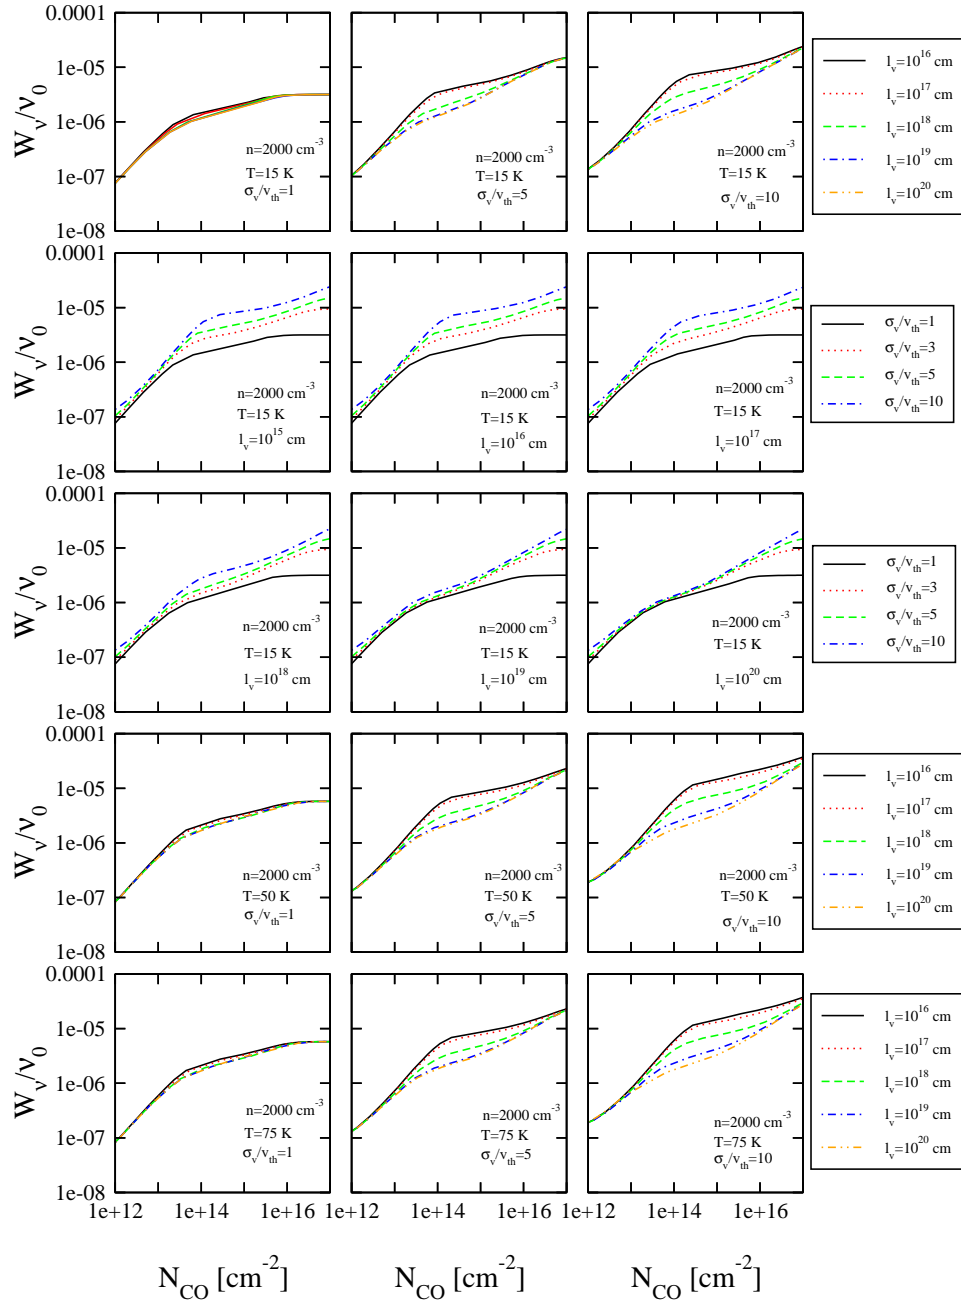 0.0001
1e-05
1e-06
1e-07
1e-08
W_ν/ν_0
n=2000 cm^-3
T=15 K
σ_v/v_th=1
n=2000 cm^-3
T=15 K
σ_v/v_th=5
n=2000 cm^-3
T=15 K
σ_v/v_th=10
l_v=10^16 cm
l_v=10^17 cm
l_v=10^18 cm
l_v=10^19 cm
l_v=10^20 cm
0.0001
1e-05
1e-06
1e-07
1e-08
W_ν/ν_0
n=2000 cm^-3
T=15 K
l_v=10^15 cm
n=2000 cm^-3
T=15 K
l_v=10^16 cm
n=2000 cm^-3
T=15 K
l_v=10^17 cm
σ_v/v_th=1
σ_v/v_th=3
σ_v/v_th=5
σ_v/v_th=10
0.0001
1e-05
1e-06
1e-07
1e-08
W_ν/ν_0
n=2000 cm^-3
T=15 K
l_v=10^18 cm
n=2000 cm^-3
T=15 K
l_v=10^19 cm
n=2000 cm^-3
T=15 K
l_v=10^20 cm
σ_v/v_th=1
σ_v/v_th=3
σ_v/v_th=5
σ_v/v_th=10
0.0001
1e-05
1e-06
1e-07
1e-08
W_ν/ν_0
n=2000 cm^-3
T=50 K
σ_v/v_th=1
n=2000 cm^-3
T=50 K
σ_v/v_th=5
n=2000 cm^-3
T=50 K
σ_v/v_th=10
l_v=10^16 cm
l_v=10^17 cm
l_v=10^18 cm
l_v=10^19 cm
l_v=10^20 cm
0.0001
1e-05
1e-06
1e-07
1e-08
W_ν/ν_0
n=2000 cm^-3
T=75 K
σ_v/v_th=1
n=2000 cm^-3
T=75 K
σ_v/v_th=5
n=2000 cm^-3
T=75 K
σ_v/v_th=10
l_v=10^16 cm
l_v=10^17 cm
l_v=10^18 cm
l_v=10^19 cm
l_v=10^20 cm
1e+12 1e+14 1e+16
1e+12 1e+14 1e+16
1e+12 1e+14 1e+16
N_CO [cm^-2]
N_CO [cm^-2]
N_CO [cm^-2]